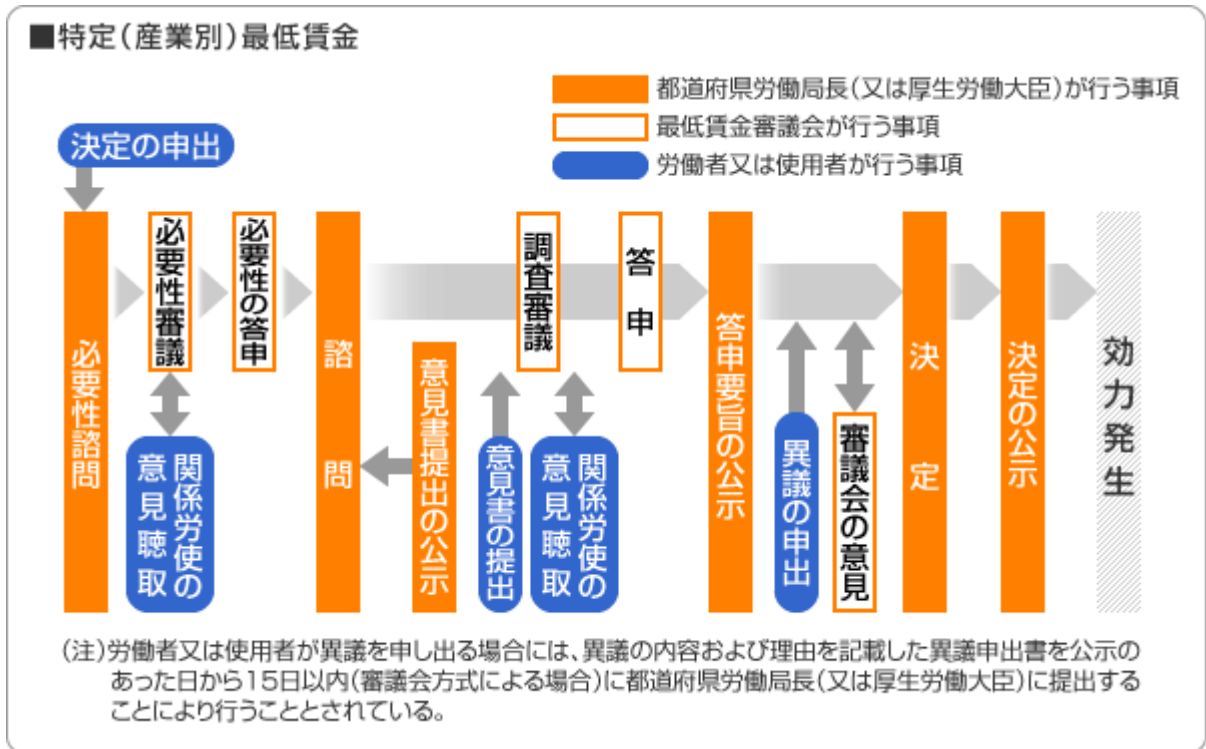 ■特定(産業別)最低賃金
都道府県労働局長(又は厚生労働大臣)が行う事項
最低賃金審議会が行う事項
労働者又は使用者が行う事項
決定の申出
必要性諮問
必要性審議
関係労使の
意見聴取
必要性の答申
諮問
意見書提出の公示
調査審議
意見書の提出
関係労使の
意見聴取
答申
答申要旨の公示
異議の申出
審議会の意見
決定
決定の公示
効力発生
(注)労働者又は使用者が異議を申し出る場合には、異議の内容および理由を記載した異議申出書を公示の
あった日から15日以内(審議会方式による場合)に都道府県労働局長(又は厚生労働大臣)に提出する
ことにより行うこととされている。